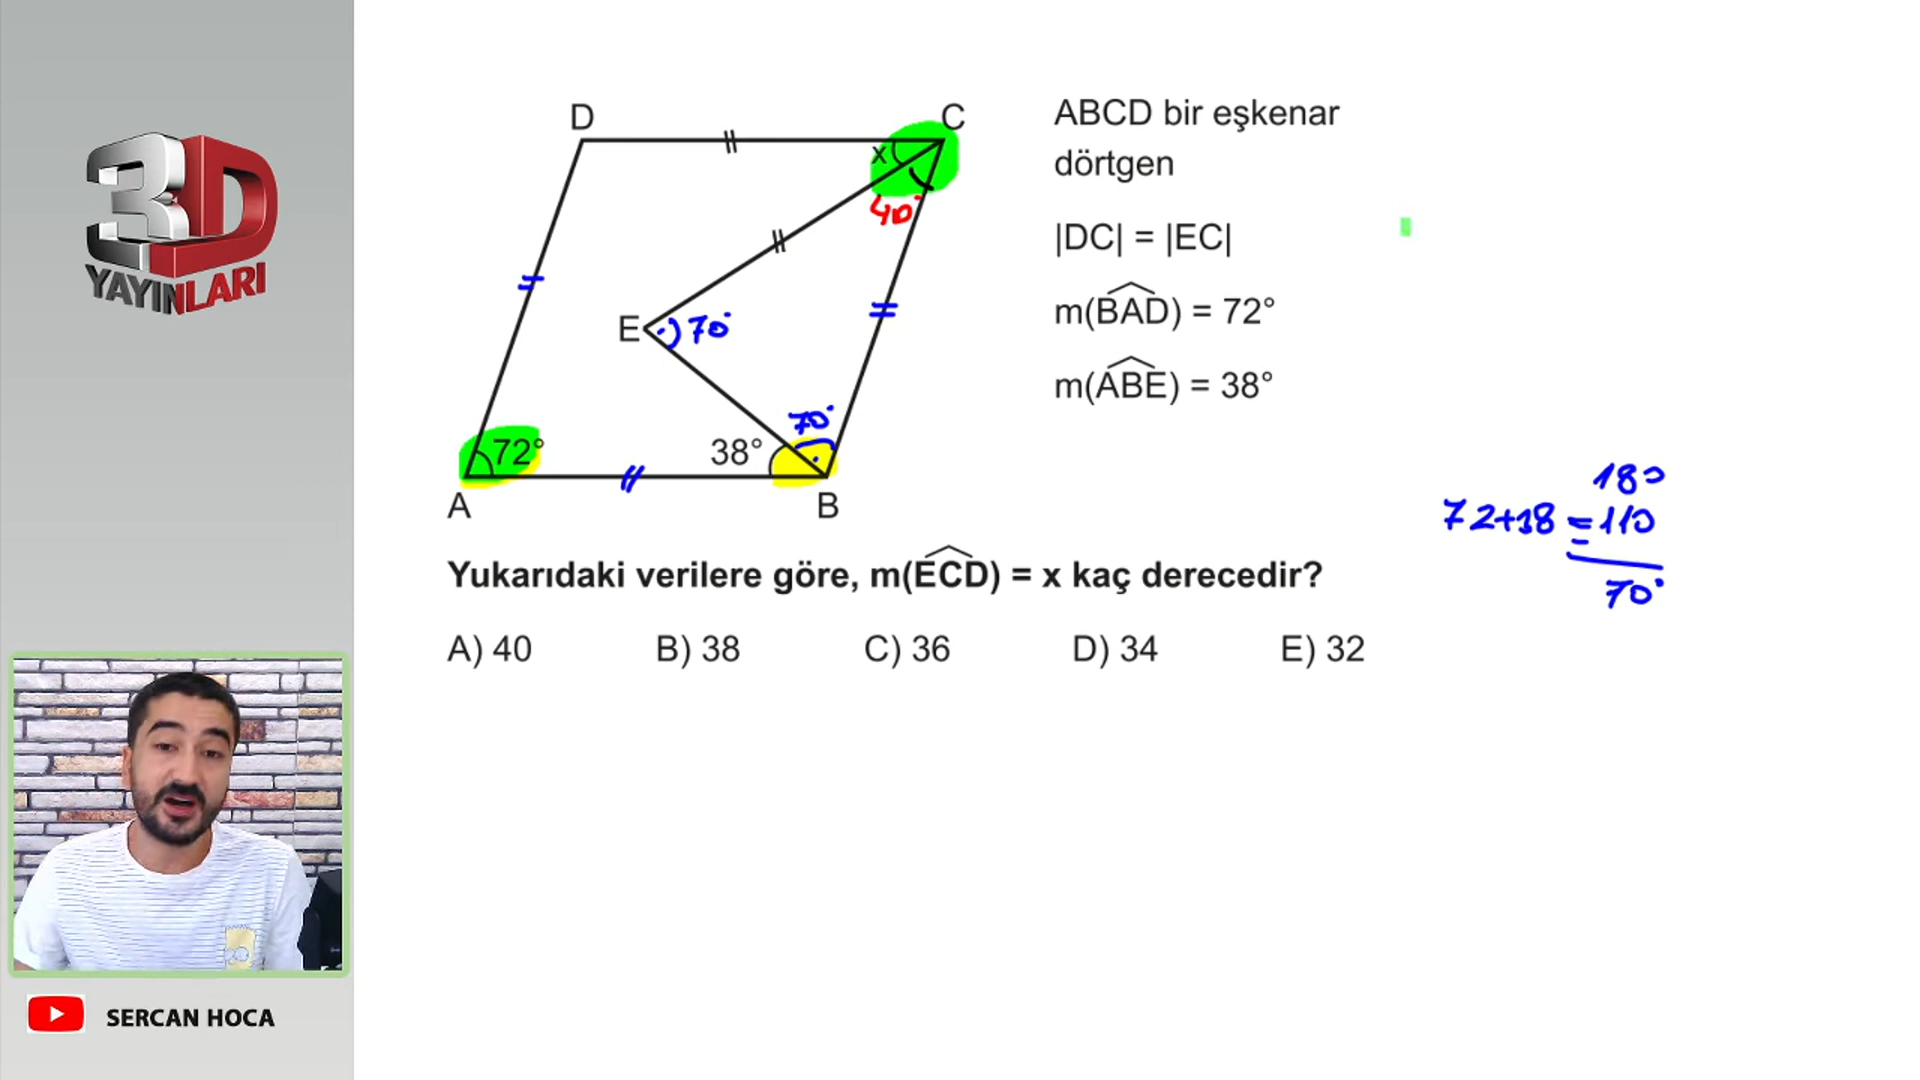 3D
YAYINLARI
D
C
x
40°
E
70°
70°
72°
38°
A
B
ABCD bir eşkenar
dörtgen
|DC| = |EC|
m(BAD) = 72°
m(ABE) = 38°
180
72+38 = 110
70°
Yukarıdaki verilere göre, m(ECD) = x kaç derecedir?
A) 40 B) 38 C) 36 D) 34 E) 32
SERCAN HOCA